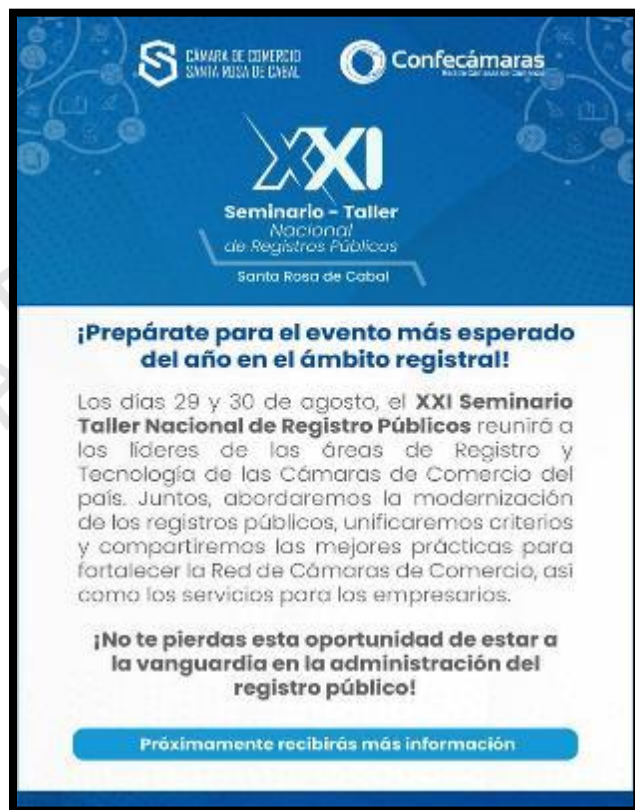 CÁMARA DE COMERCIO
SANTA ROSA DE CABAL
Confecámaras
Red de Cámaras de Comercio
XXI
Seminario - Taller
Nacional
de Registros Públicos
Santa Rosa de Cabal
¡Prepárate para el evento más esperado
del año en el ámbito registral!
Los días 29 y 30 de agosto, el XXI Seminario
Taller Nacional de Registro Públicos reunirá a
los líderes de las áreas de Registro y
Tecnología de las Cámaras de Comercio del
país. Juntos, abordaremos la modernización
de los registros públicos, unificaremos criterios
y compartiremos las mejores prácticas para
fortalecer la Red de Cámaras de Comercio, así
como los servicios para los empresarios.
¡No te pierdas esta oportunidad de estar a
la vanguardia en la administración del
registro público!
Próximamente recibirás más información